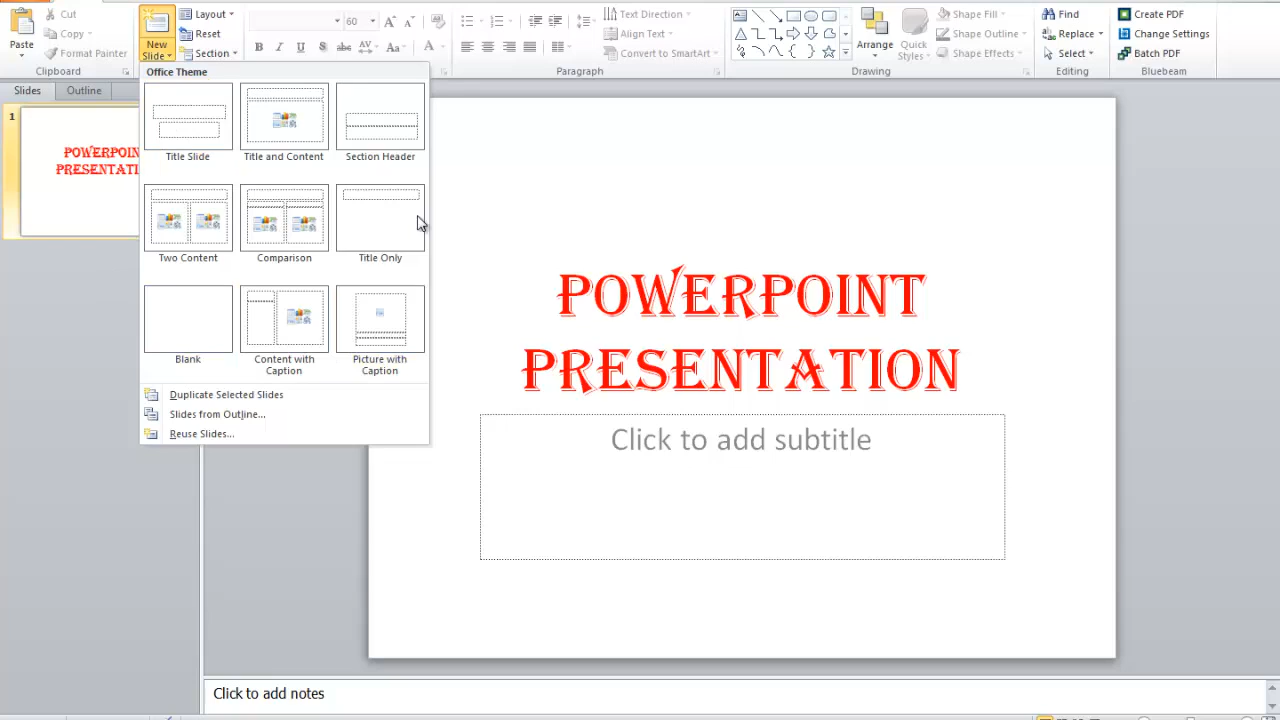 Paste
Cut
Copy
Format Painter
Clipboard
New
Slide
Layout
Reset
Section
60
B I U S abc AV Aa A
Paragraph
Text Direction
Align Text
Convert to SmartArt
Arrange
Quick
Styles
Shape Fill
Shape Outline
Shape Effects
Drawing
Find
Replace
Select
Editing
Create PDF
Change Settings
Batch PDF
Bluebeam
Slides Outline
1
Office Theme
Title Slide
Title and Content
Section Header
Two Content
Comparison
Title Only
Blank
Content with
Caption
Picture with
Caption
Duplicate Selected Slides
Slides from Outline...
Reuse Slides...
POWERPOINT
PRESENTATION
Click to add subtitle
Click to add notes